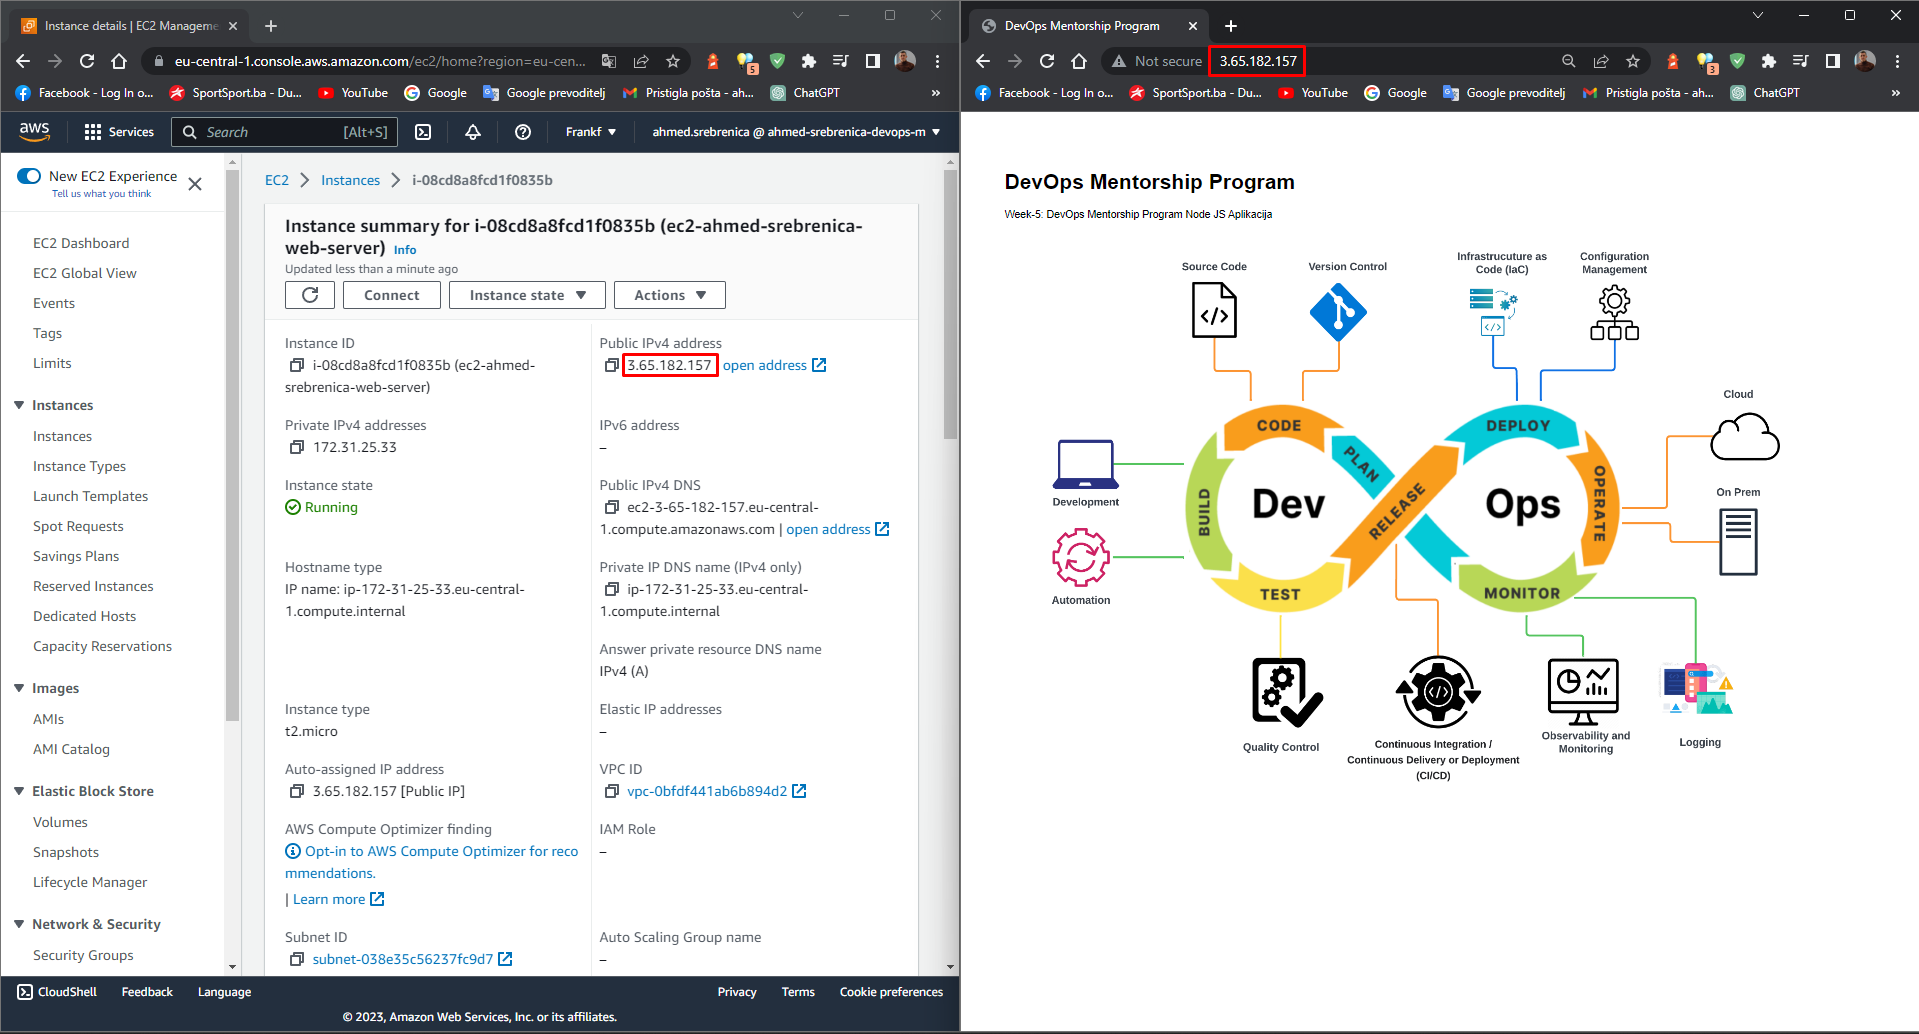 Instance details | EC2 Manageme
eu-central-1.console.aws.amazon.com/ec2/home?region=eu-cen...
5
Facebook - Log In o...
SportSport.ba - Du...
YouTube
Google
Google prevoditelj
Pristigla pošta - ah...
ChatGPT
»
aws
Services
Search
[Alt+S]
Frankf
ahmed.srebrenica @ ahmed-srebrenica-devops-m
New EC2 Experience
Tell us what you think
EC2 Dashboard
EC2 Global View
Events
Tags
Limits
Instances
Instances
Instance Types
Launch Templates
Spot Requests
Savings Plans
Reserved Instances
Dedicated Hosts
Capacity Reservations
Images
AMIs
AMI Catalog
Elastic Block Store
Volumes
Snapshots
Lifecycle Manager
Network & Security
Security Groups
EC2 > Instances > i-08cd8a8fcd1f0835b
Instance summary for i-08cd8a8fcd1f0835b (ec2-ahmed-srebrenica-
web-server) Info
Updated less than a minute ago
Connect
Instance state
Actions
Instance ID
i-08cd8a8fcd1f0835b (ec2-ahmed-
srebrenica-web-server)
Public IPv4 address
3.65.182.157 open address
Private IPv4 addresses
172.31.25.33
IPv6 address
–
Instance state
Running
Public IPv4 DNS
ec2-3-65-182-157.eu-central-
1.compute.amazonaws.com | open address
Hostname type
IP name: ip-172-31-25-33.eu-central-
1.compute.internal
Private IP DNS name (IPv4 only)
ip-172-31-25-33.eu-central-
1.compute.internal
Answer private resource DNS name
IPv4 (A)
Instance type
t2.micro
Elastic IP addresses
–
Auto-assigned IP address
3.65.182.157 [Public IP]
VPC ID
vpc-0bfdf441ab6b894d2
AWS Compute Optimizer finding
Opt-in to AWS Compute Optimizer for reco
mmendations.
| Learn more
IAM Role
–
Subnet ID
subnet-038e35c56237fc9d7
Auto Scaling Group name
–
CloudShell
Feedback
Language
Privacy
Terms
Cookie preferences
© 2023, Amazon Web Services, Inc. or its affiliates.
DevOps Mentorship Program
Not secure
3.65.182.157
3
Facebook - Log In o...
SportSport.ba - Du...
YouTube
Google
Google prevoditelj
Pristigla pošta - ah...
ChatGPT
»
DevOps Mentorship Program
Week-5: DevOps Mentorship Program Node JS Aplikacija
Source Code
Version Control
Infrastrucuture as
Code (IaC)
Configuration
Management
Cloud
On Prem
Development
Automation
CODE
PLAN
BUILD
TEST
RELEASE
DEPLOY
OPERATE
MONITOR
Dev
Ops
Quality Control
Continuous Integration /
Continuous Delivery or Deployment
(CI/CD)
Observability and
Monitoring
Logging